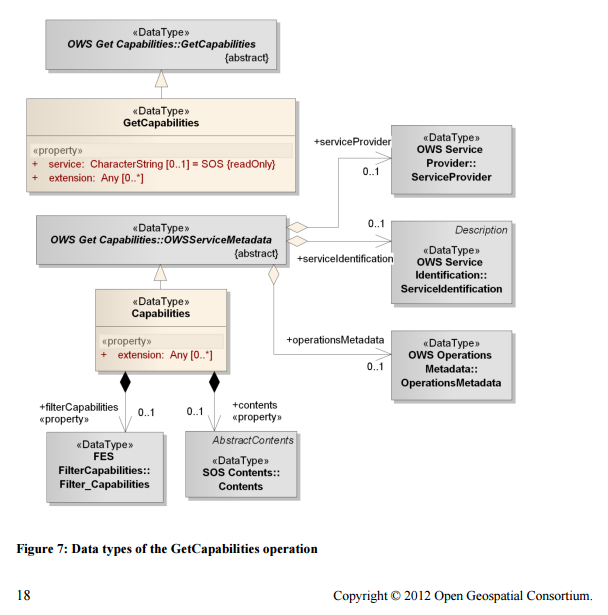 «DataType»
OWS Get Capabilities::GetCapabilities
{abstract}
«DataType»
GetCapabilities
«property»
+ service: CharacterString [0..1] = SOS {readOnly}
+ extension: Any [0..*]
«DataType»
OWS Get Capabilities::OWSServiceMetadata
{abstract}
«DataType»
Capabilities
«property»
+ extension: Any [0..*]
+serviceProvider
0..1
«DataType»
OWS Service
Provider::
ServiceProvider
0..1
+serviceIdentification
Description
«DataType»
OWS Service
Identification::
ServiceIdentification
+operationsMetadata
0..1
«DataType»
OWS Operations
Metadata::
OperationsMetadata
+filterCapabilities
«property»
0..1
0..1
+contents
«property»
«DataType»
FES
FilterCapabilities::
Filter_Capabilities
AbstractContents
«DataType»
SOS Contents::
Contents
Figure 7: Data types of the GetCapabilities operation
18
Copyright © 2012 Open Geospatial Consortium.